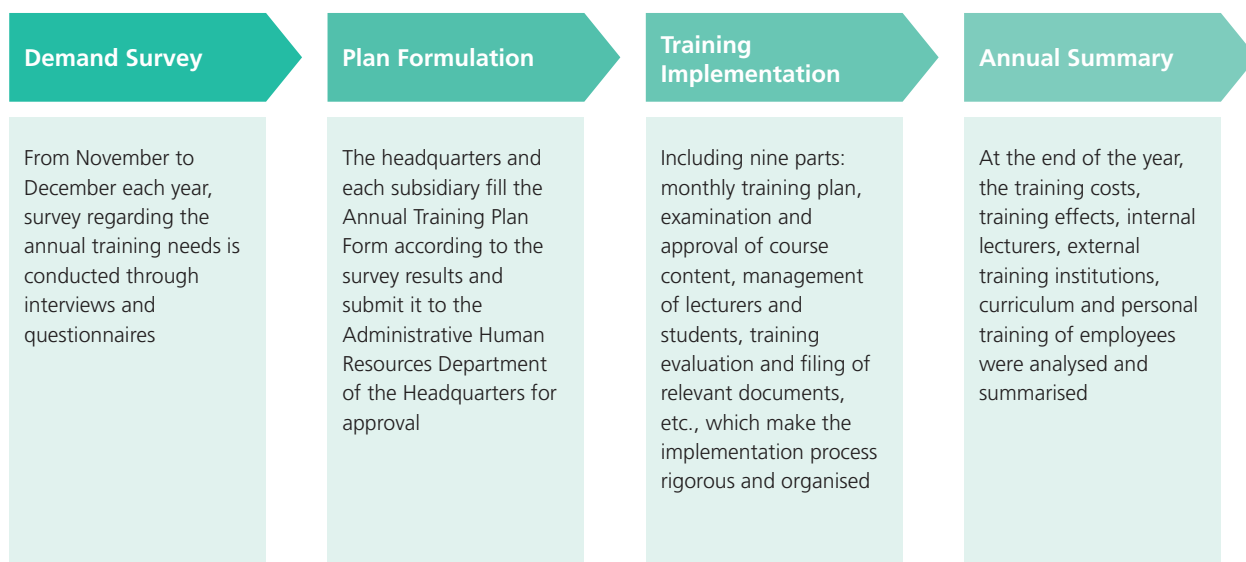 Demand Survey
From November to
December each year,
survey regarding the
annual training needs is
conducted through
interviews and
questionnaires
Plan Formulation
The headquarters and
each subsidiary fill the
Annual Training Plan
Form according to the
survey results and
submit it to the
Administrative Human
Resources Department
of the Headquarters for
approval
Training
Implementation
Including nine parts:
monthly training plan,
examination and
approval of course
content, management
of lecturers and
students, training
evaluation and filing of
relevant documents,
etc., which make the
implementation process
rigorous and organised
Annual Summary
At the end of the year,
the training costs,
training effects, internal
lecturers, external
training institutions,
curriculum and personal
training of employees
were analysed and
summarised